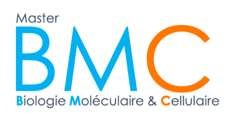 Master
BMC
Biologie Moléculaire & Cellulaire